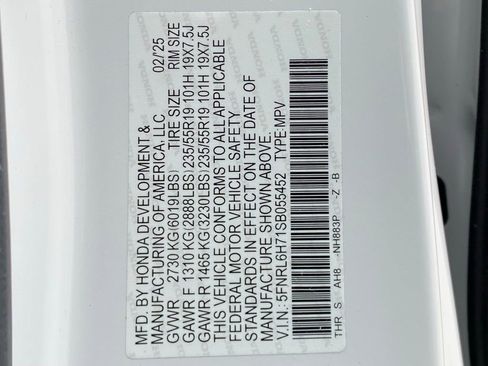 MFD. BY HONDA DEVELOPMENT &
MANUFACTURING OF AMERICA, LLC 02/'25
GVWR 2730 KG(6019LBS) TIRE SIZE RIM SIZE
GAWR F 1310 KG(2888LBS)235/55R19 101H 19X7.5J
GAWR R 1465 KG(3230LBS)235/55R19 101H 19X7.5J
THIS VEHICLE CONFORMS TO ALL APPLICABLE
FEDERAL MOTOR VEHICLE SAFETY
STANDARDS IN EFFECT ON THE DATE OF
MANUFACTURE SHOWN ABOVE.
V.I.N.: 5FNRL6H71SB055452 TYPE:MPV
THR S AH8 NH883P -Z -B